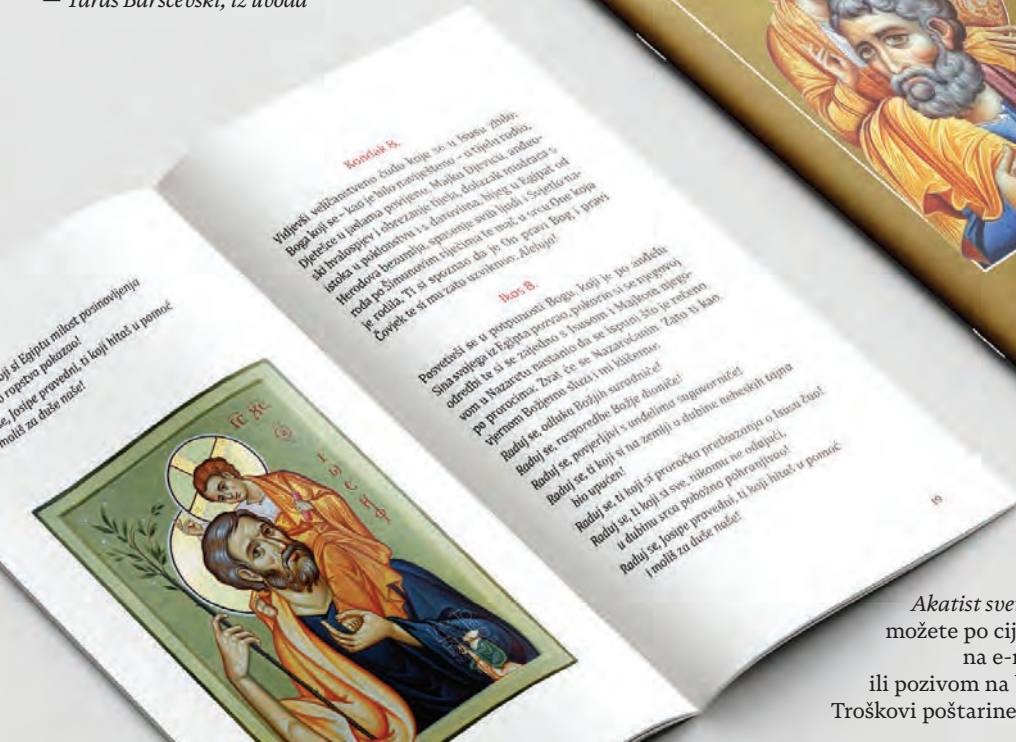 — Taras Barščevski, iz uvoda
si Egiptu milost posinovljenja
ropstva pokazao!
Josipe pravedni, ti koji hitaš u pomoć
moliš za duše naše!
IC XC
Kondak 8.
Vidjevši veličanstveno čudo koje se u Isusu zbilo:
Boga koji se – kao je bilo naviješteno – u tijelu rodio,
Djetešce u jaslama povijeno, Majku Djevicu, anđeo-
ski hvalospjev i obrezanje tijela, dolazak mudraca s
istoka u poklonstvu i s darovima, bijeg u Egipat od
Herodova bezumlja, spasenje svih ljudi i Svjetlo na-
roda po Šimunovim riječima te mač u srcu One koja
je rodila, Ti si spoznao da je On pravi Bog i pravi
Čovjek te si mu zato uzviknuo: Aleluja!
Ikos 8.
Posvetivši se u potpunosti Bogu, koji je po anđelu
Sina svojega iz Egipta pozvao, pokorio si se njegovoj
odredbi te si se zajedno s Isusom i Majkom njego-
vom u Nazaretu nastanio da se ispuni što je rečeno
po prorocima: Zvat će se Nazarećanin. Zato ti kao
vjernom Božjemu sluzi i mi kličemo:
Raduj se, odluka Božjih suradniče!
Raduj se, rasporedbe Božje dioniče!
Raduj se, povjerljivi s anđelima sugovorniče!
Raduj se, ti koji si na zemlji u dubine nebeskih tajna
bio upućen!
Raduj se, ti koji si proročka pretkazanja o Isusu čuo!
Raduj se, ti koji si sve, nikomu ne odajući,
u dubinu srca pobožno pohranjivao!
Raduj se, Josipe pravedni, ti koji hitaš u pomoć
i moliš za duše naše!
19
Akatist
možete po
na
ili pozivom na
Troškovi poštarine